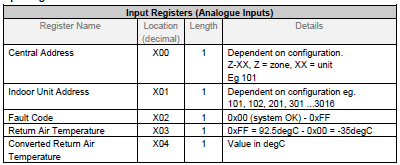 Input Registers (Analogue Inputs)
Register Name Location (decimal) Length Details
Central Address X00 1 Dependent on configuration.
Z-XX, Z = zone, XX = unit
Eg 101
Indoor Unit Address X01 1 Dependent on configuration eg.
101, 102, 201, 301 ...3016
Fault Code X02 1 0x00 (system OK) - 0xFF
Return Air Temperature X03 1 0xFF = 92.5degC - 0x00 = -35degC
Converted Return Air Temperature X04 1 Value in degC